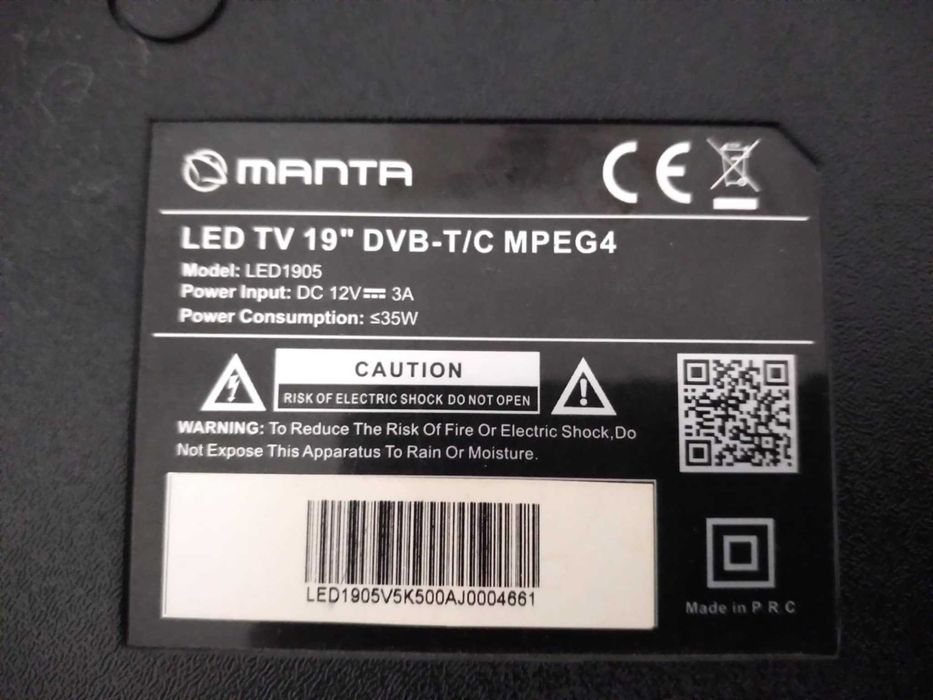 MANTA
CE
LED TV 19" DVB-T/C MPEG4
Model: LED1905
Power Input: DC 12V⎓ 3A
Power Consumption: ≤35W
CAUTION
RISK OF ELECTRIC SHOCK DO NOT OPEN
WARNING: To Reduce The Risk Of Fire Or Electric Shock,Do
Not Expose This Apparatus To Rain Or Moisture.
LED1905V5K500AJ0004661
Made in P R C